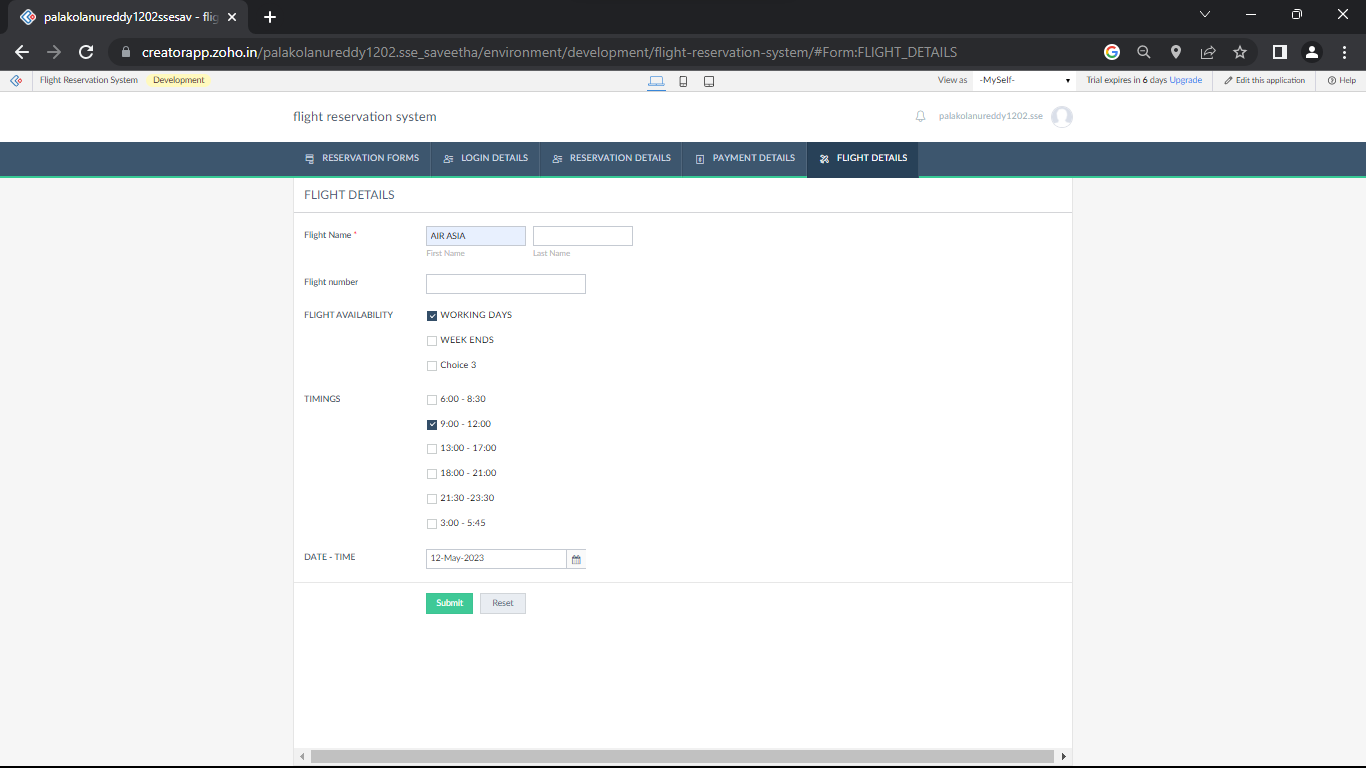 palakolanureddy1202ssesav - flig
creatorapp.zoho.in/palakolanureddy1202.sse_saveetha/environment/development/flight-reservation-system/#Form:FLIGHT_DETAILS
Flight Reservation System Development View as -MySelf- Trial expires in 6 days Upgrade Edit this application Help
flight reservation system palakolanureddy1202.sse
RESERVATION FORMS LOGIN DETAILS RESERVATION DETAILS PAYMENT DETAILS FLIGHT DETAILS
FLIGHT DETAILS
Flight Name * AIR ASIA
First Name Last Name
Flight number
FLIGHT AVAILABILITY WORKING DAYS
WEEK ENDS
Choice 3
TIMINGS 6:00 - 8:30
9:00 - 12:00
13:00 - 17:00
18:00 - 21:00
21:30 -23:30
3:00 - 5:45
DATE - TIME 12-May-2023
Submit Reset